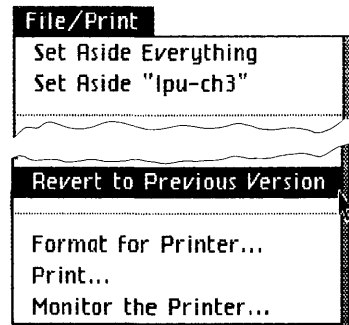 File/Print
Set Aside Everything
Set Aside "lpu-ch3"
Revert to Previous Version
Format for Printer...
Print...
Monitor the Printer...